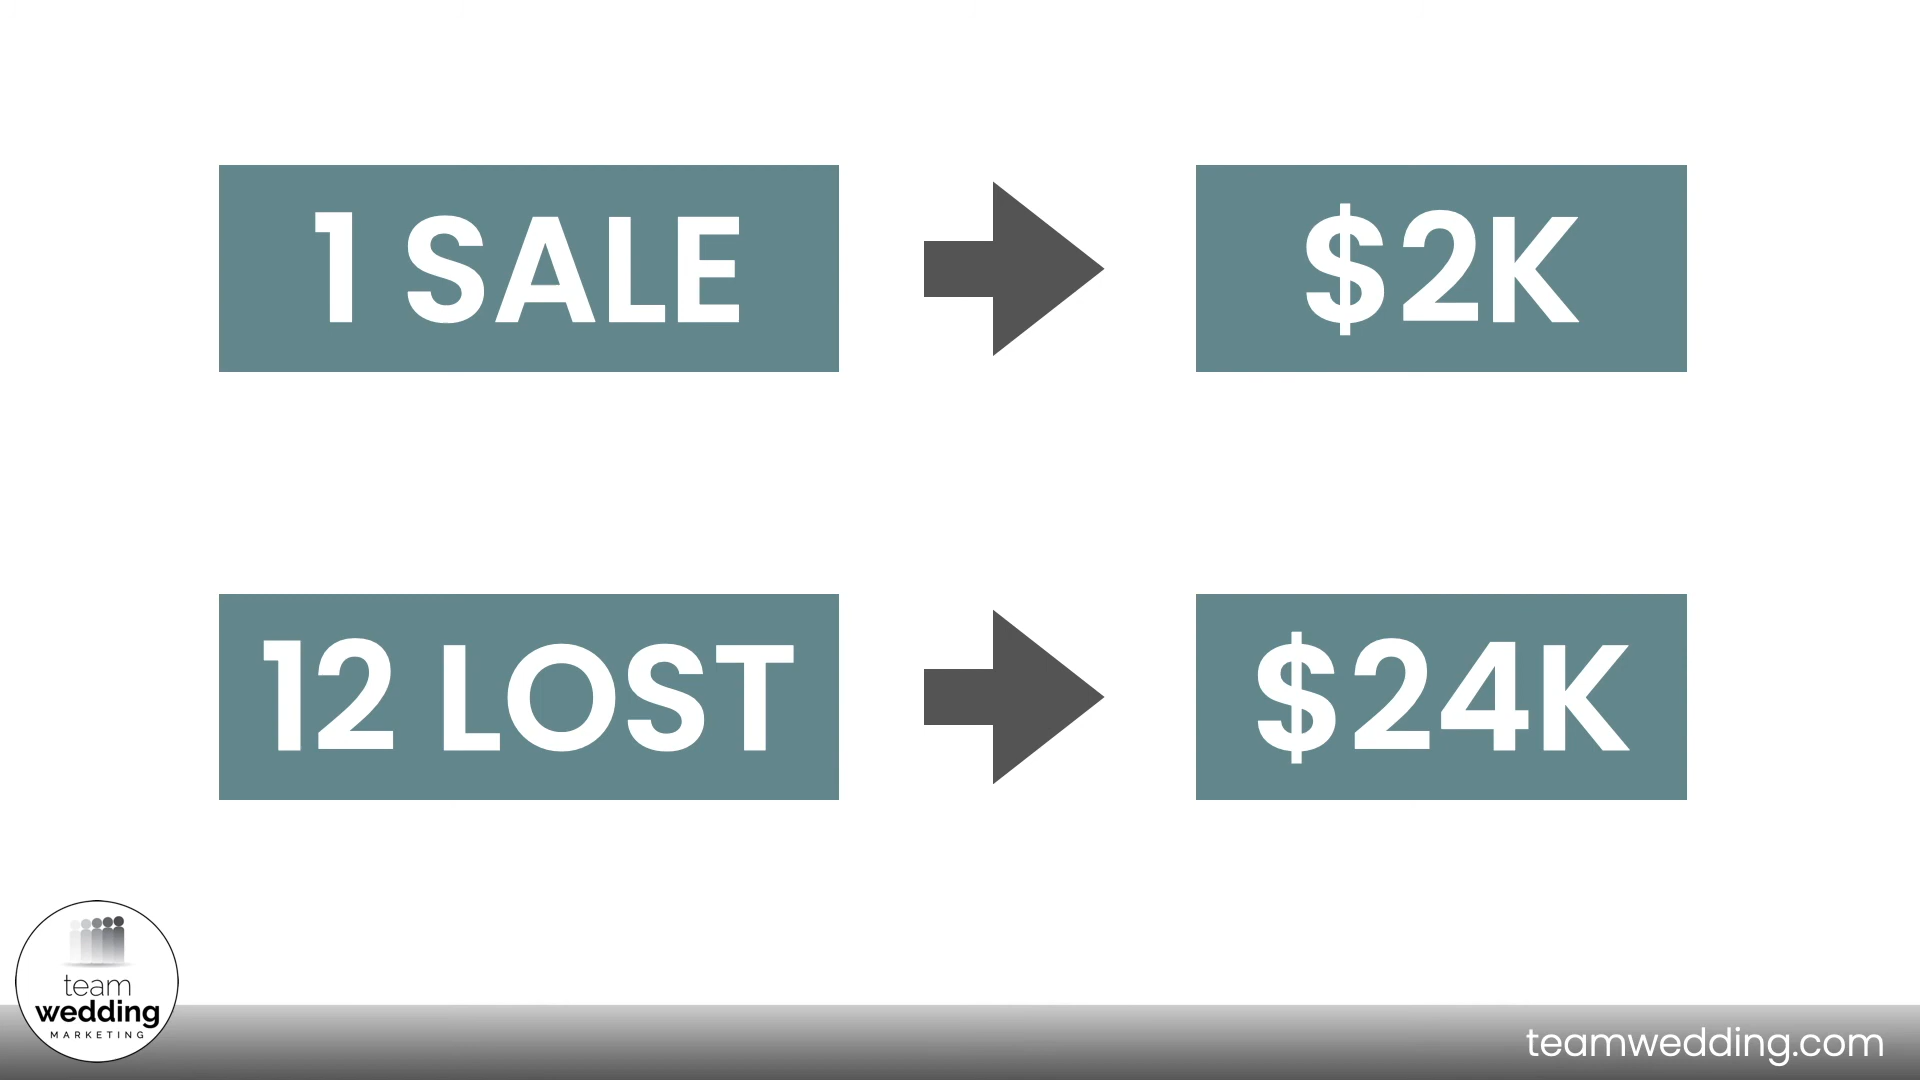 1 SALE
$2K
12 LOST
$24K
team
wedding
MARKETING
teamwedding.com